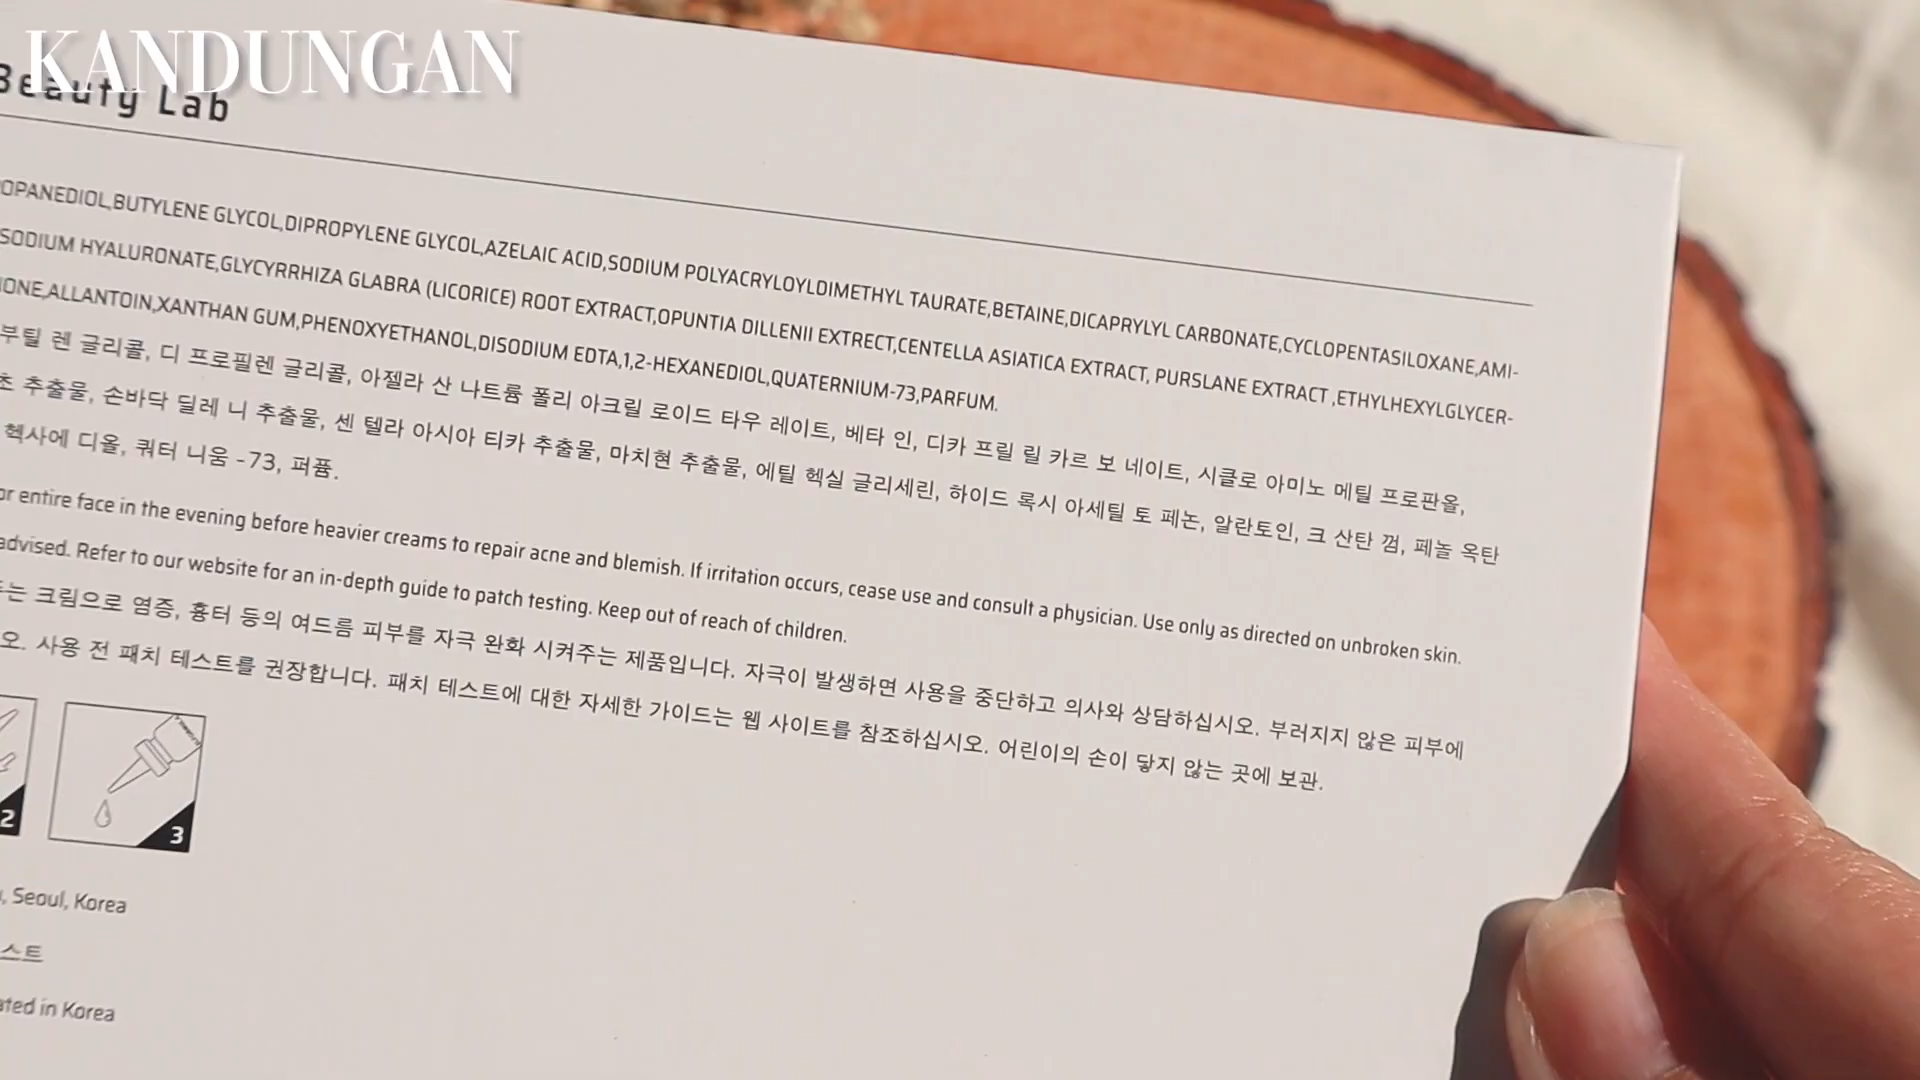 KANDUNGAN
Beauty Lab
OPANEDIOL,BUTYLENE GLYCOL,DIPROPYLENE GLYCOL,AZELAIC ACID,SODIUM POLYACRYLOYLDIMETHYL TAURATE,BETAINE,DICAPRYLYL CARBONATE,CYCLOPENTASILOXANE,AMI-
SODIUM HYALURONATE,GLYCYRRHIZA GLABRA (LICORICE) ROOT EXTRACT,OPUNTIA DILLENII EXTRECT,CENTELLA ASIATICA EXTRACT, PURSLANE EXTRACT ,ETHYLHEXYLGLYCER-
IONE,ALLANTOIN,XANTHAN GUM,PHENOXYETHANOL,DISODIUM EDTA,1,2-HEXANEDIOL,QUATERNIUM-73,PARFUM.
부틸 렌 글리콜, 디 프로필렌 글리콜, 아젤라 산 나트륨 폴리 아크릴 로이드 타우 레이트, 베타 인, 디카 프릴 릴 카르 보 네이트, 시클로 아미노 메틸 프로판올,
초 추출물, 손바닥 딜레 니 추출물, 센 텔라 아시아 티카 추출물, 마치현 추출물, 에틸 헥실 글리세린, 하이드 록시 아세틸 토 페논, 알란토인, 크 산탄 껌, 페놀 옥탄
헥사에 디올, 쿼터 니움 -73, 퍼퓸.
or entire face in the evening before heavier creams to repair acne and blemish. If irritation occurs, cease use and consult a physician. Use only as directed on unbroken skin.
advised. Refer to our website for an in-depth guide to patch testing. Keep out of reach of children.
는 크림으로 염증, 흉터 등의 여드름 피부를 자극 완화 시켜주는 제품입니다. 자극이 발생하면 사용을 중단하고 의사와 상담하십시오. 부러지지 않은 피부에
오. 사용 전 패치 테스트를 권장합니다. 패치 테스트에 대한 자세한 가이드는 웹 사이트를 참조하십시오. 어린이의 손이 닿지 않는 곳에 보관.
2
3
, Seoul, Korea
스트
ated in Korea